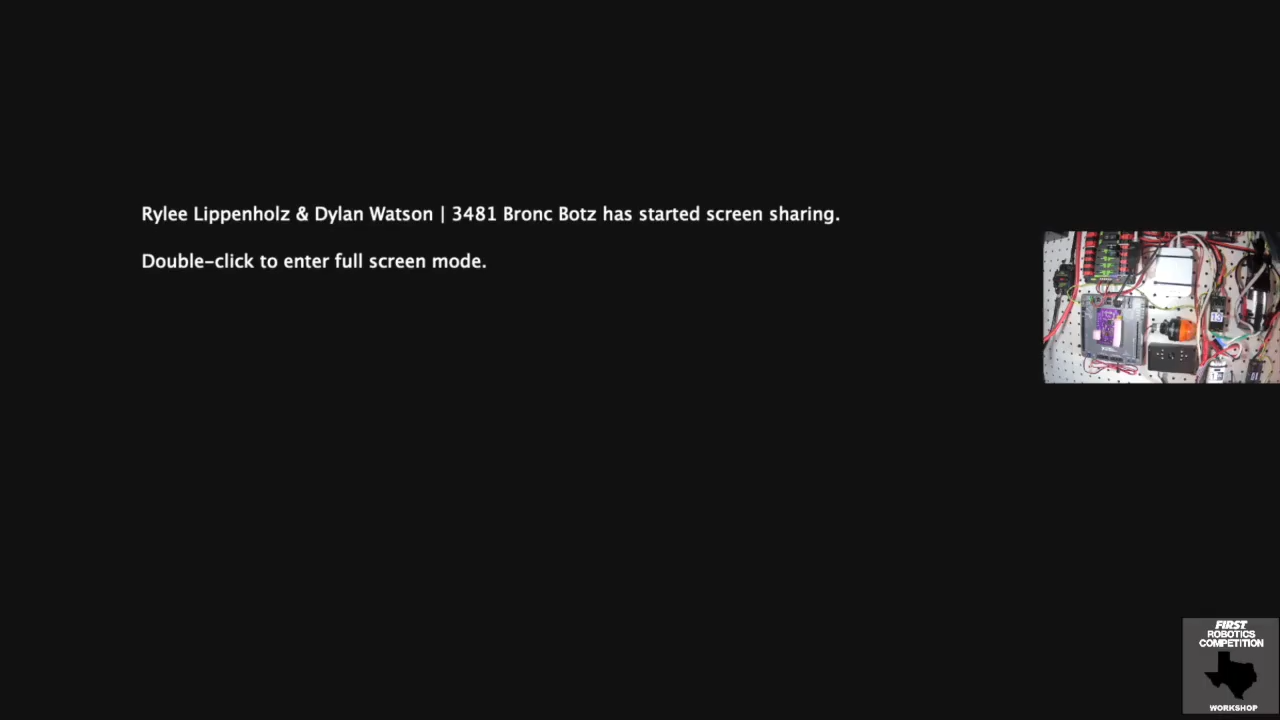 Rylee Lippenholz & Dylan Watson | 3481 Bronc Botz has started screen sharing.
Double-click to enter full screen mode.
FIRST
ROBOTICS
COMPETITION
WORKSHOP